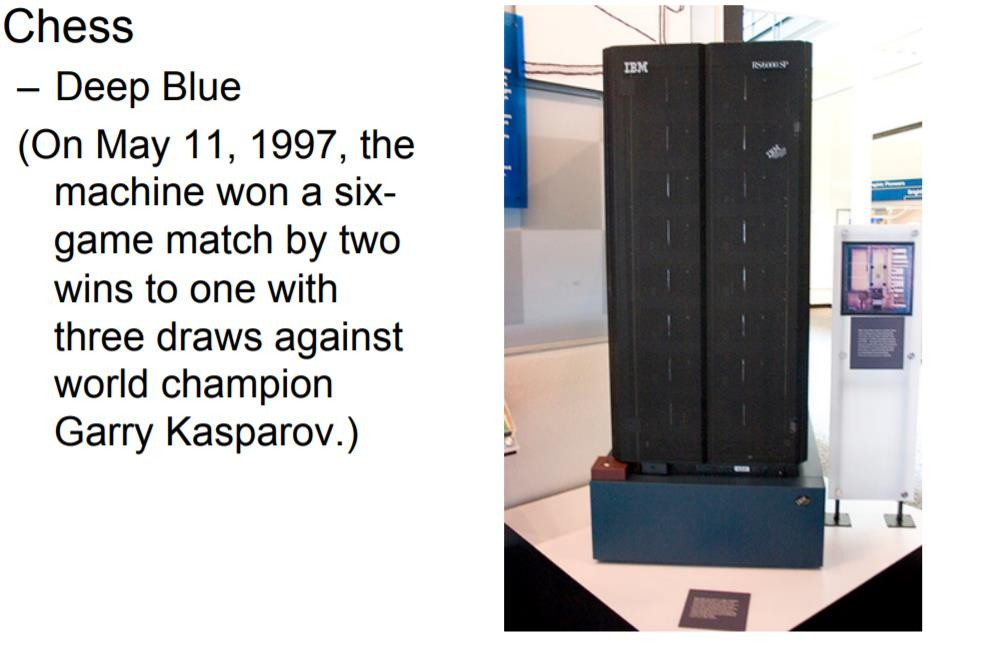 Chess
– Deep Blue
(On May 11, 1997, the
machine won a six-
game match by two
wins to one with
three draws against
world champion
Garry Kasparov.)
IBM
RS/6000 SP